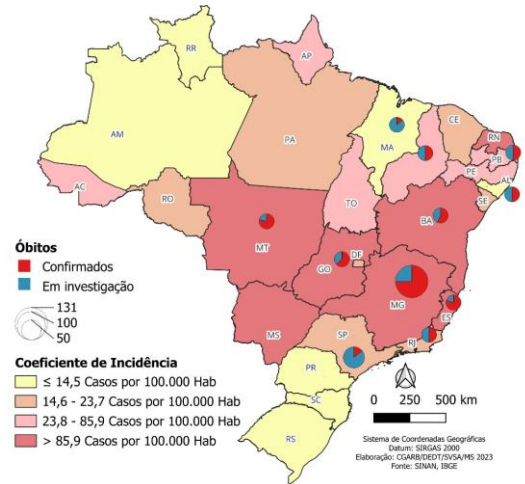 RR
AP
AM
PA
MA
CE
RN
PB
PE
AL
SE
AC
RO
TO
BA
MT
GO
DF
MG
ES
MS
SP
RJ
PR
SC
RS
Óbitos
Confirmados
Em investigação
131
100
50
Coeficiente de Incidência
≤ 14,5 Casos por 100.000 Hab
14,6 - 23,7 Casos por 100.000 Hab
23,8 - 85,9 Casos por 100.000 Hab
> 85,9 Casos por 100.000 Hab
0 250 500 km
Sistema de Coordenadas Geográficas
Datum: SIRGAS 2000
Elaboração: CGARB/DEDT/SVSA/MS 2023
Fonte: SINAN, IBGE